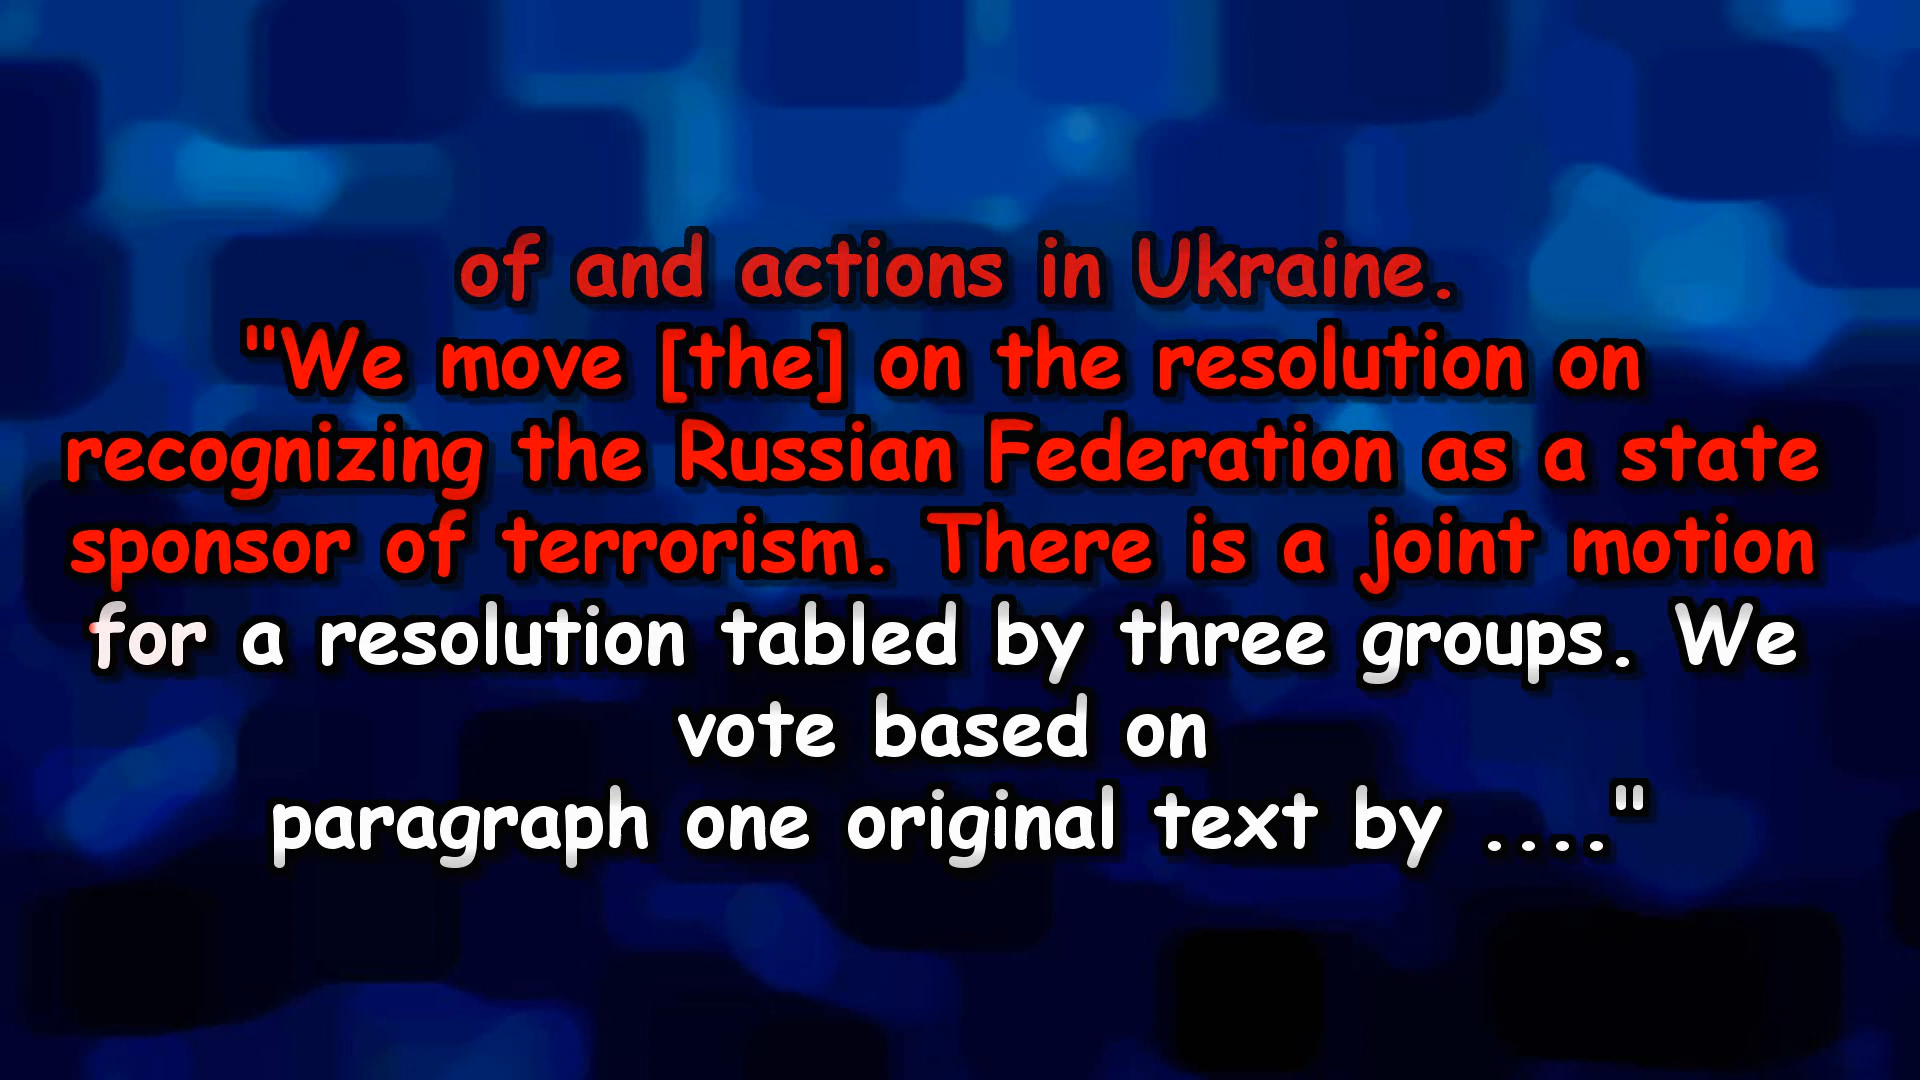 of and actions in Ukraine.
"We move [the] on the resolution on
recognizing the Russian Federation as a state
sponsor of terrorism. There is a joint motion
for a resolution tabled by three groups. We
vote based on
paragraph one original text by ...."